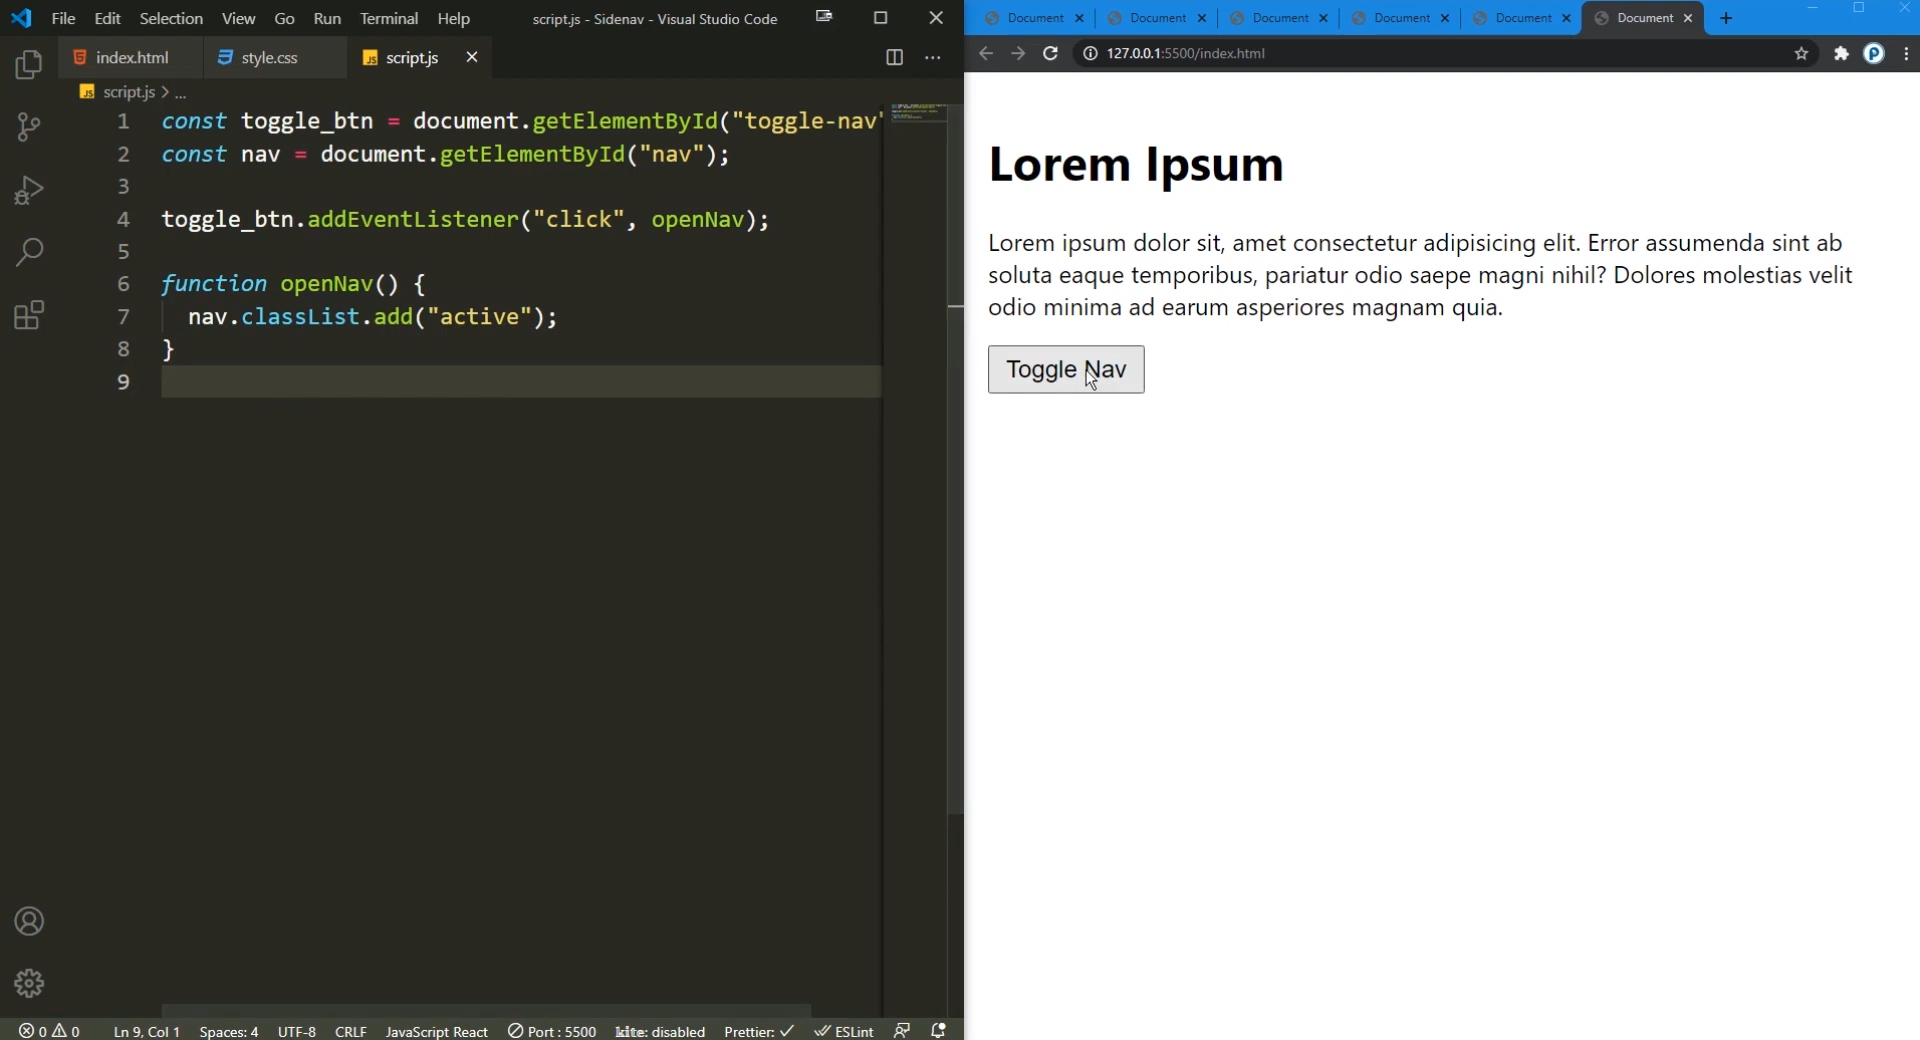 File Edit Selection View Go Run Terminal Help script.js - Sidenav - Visual Studio Code
index.html style.css script.js
script.js > ...
1 const toggle_btn = document.getElementById("toggle-nav"
2 const nav = document.getElementById("nav");
3
4 toggle_btn.addEventListener("click", openNav);
5
6 function openNav() {
7 nav.classList.add("active");
8 }
9
0 0 Ln 9, Col 1 Spaces: 4 UTF-8 CRLF JavaScript React Port : 5500 kite: disabled Prettier: ESLint
Document Document Document Document Document Document
127.0.0.1:5500/index.html
Lorem Ipsum
Lorem ipsum dolor sit, amet consectetur adipisicing elit. Error assumenda sint ab
soluta eaque temporibus, pariatur odio saepe magni nihil? Dolores molestias velit
odio minima ad earum asperiores magnam quia.
Toggle Nav